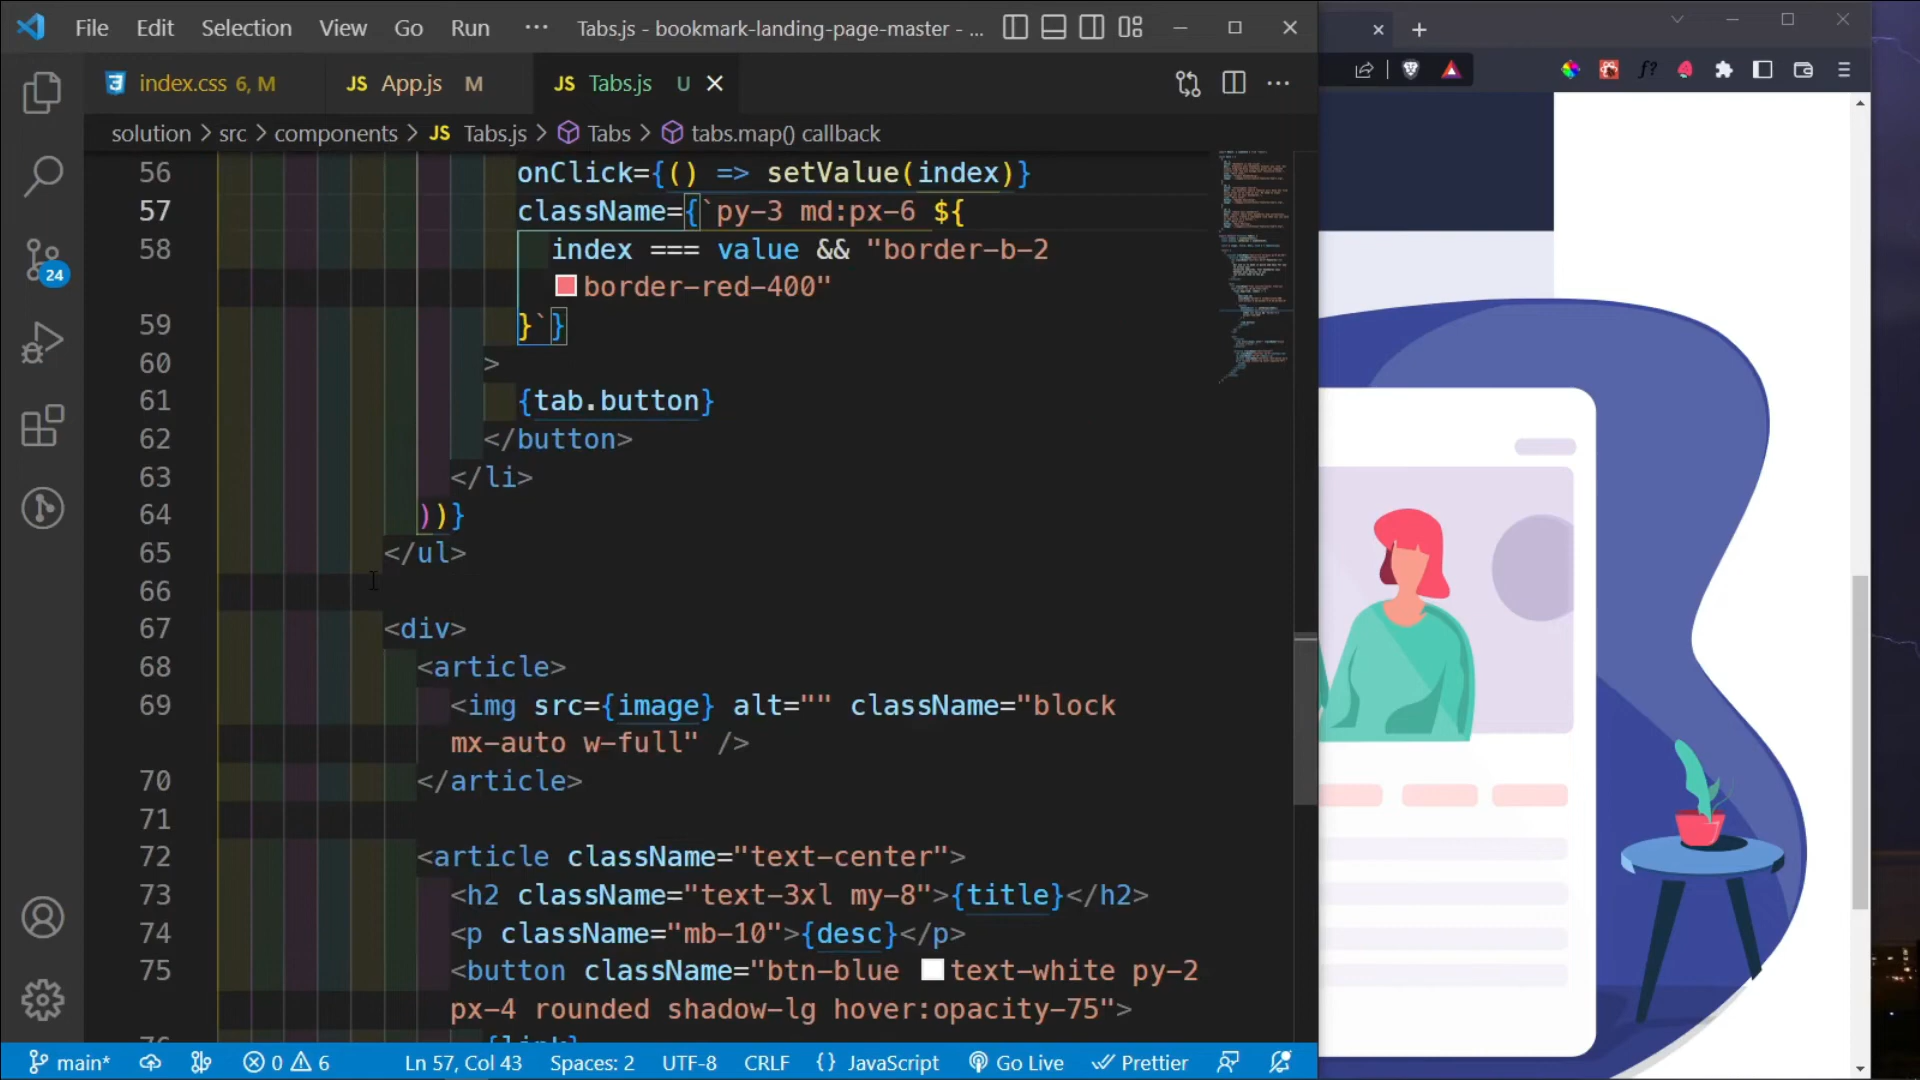 File Edit Selection View Go Run ··· Tabs.js - bookmark-landing-page-master - ...
index.css 6, M JS App.js M JS Tabs.js U
solution > src > components > JS Tabs.js > Tabs > tabs.map() callback
56 onClick={() => setValue(index)}
57 className={`py-3 md:px-6 ${
58 index === value && "border-b-2
border-red-400"
59 }`}
60 >
61 {tab.button}
62 </button>
63 </li>
64 ))}
65 </ul>
66
67 <div>
68 <article>
69 <img src={image} alt="" className="block
mx-auto w-full" />
70 </article>
71
72 <article className="text-center">
73 <h2 className="text-3xl my-8">{title}</h2>
74 <p className="mb-10">{desc}</p>
75 <button className="btn-blue text-white py-2
px-4 rounded shadow-lg hover:opacity-75">
24
main* 0 6 Ln 57, Col 43 Spaces: 2 UTF-8 CRLF {} JavaScript Go Live Prettier